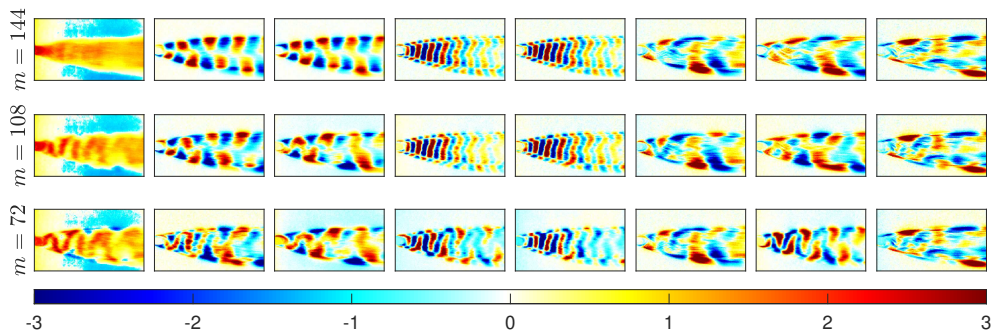 m = 144
m = 108
m = 72
-3 -2 -1 0 1 2 3